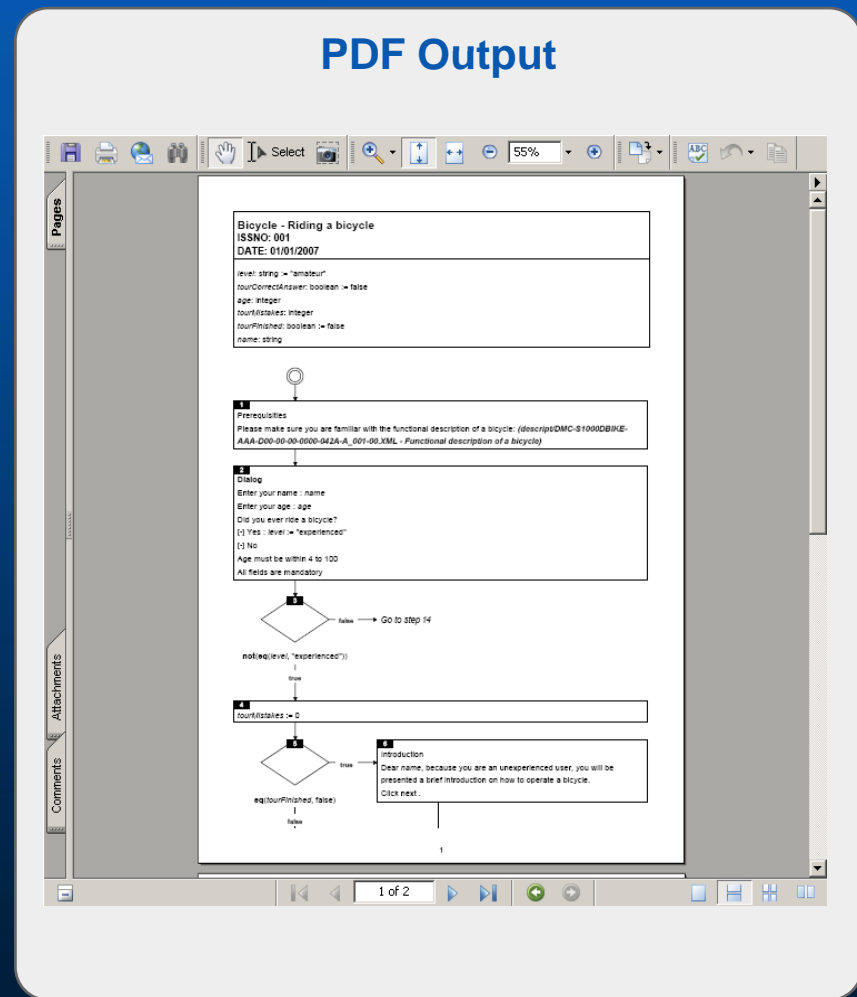 PDF Output
Select
55%
ABC
Pages
Bicycle - Riding a bicycle
ISSNO: 001
DATE: 01/01/2007
level: string := "amateur"
tourCorrectAnswer: boolean := false
age: integer
tourMistakes: integer
tourFinished: boolean := false
name: string
1
Prerequisities
Please make sure you are familiar with the functional description of a bicycle: (descript/DMC-S1000DBIKE-
AAA-D00-00-00-0000-042A-A_001-00.XML - Functional description of a bicycle)
2
Dialog
Enter your name : name
Enter your age : age
Did you ever ride a bicycle?
[-] Yes : level := "experienced"
[-] No
Age must be within 4 to 100
All fields are mandatory
3
false
Go to step 14
not(eq(level, "experienced"))
true
4
tourMistakes := 0
5
true
6
Introduction
Dear name, because you are an unexperienced user, you will be
presented a brief introduction on how to operate a bicycle.
Click next .
eq(tourFinished, false)
false
1
Attachments
Comments
1 of 2